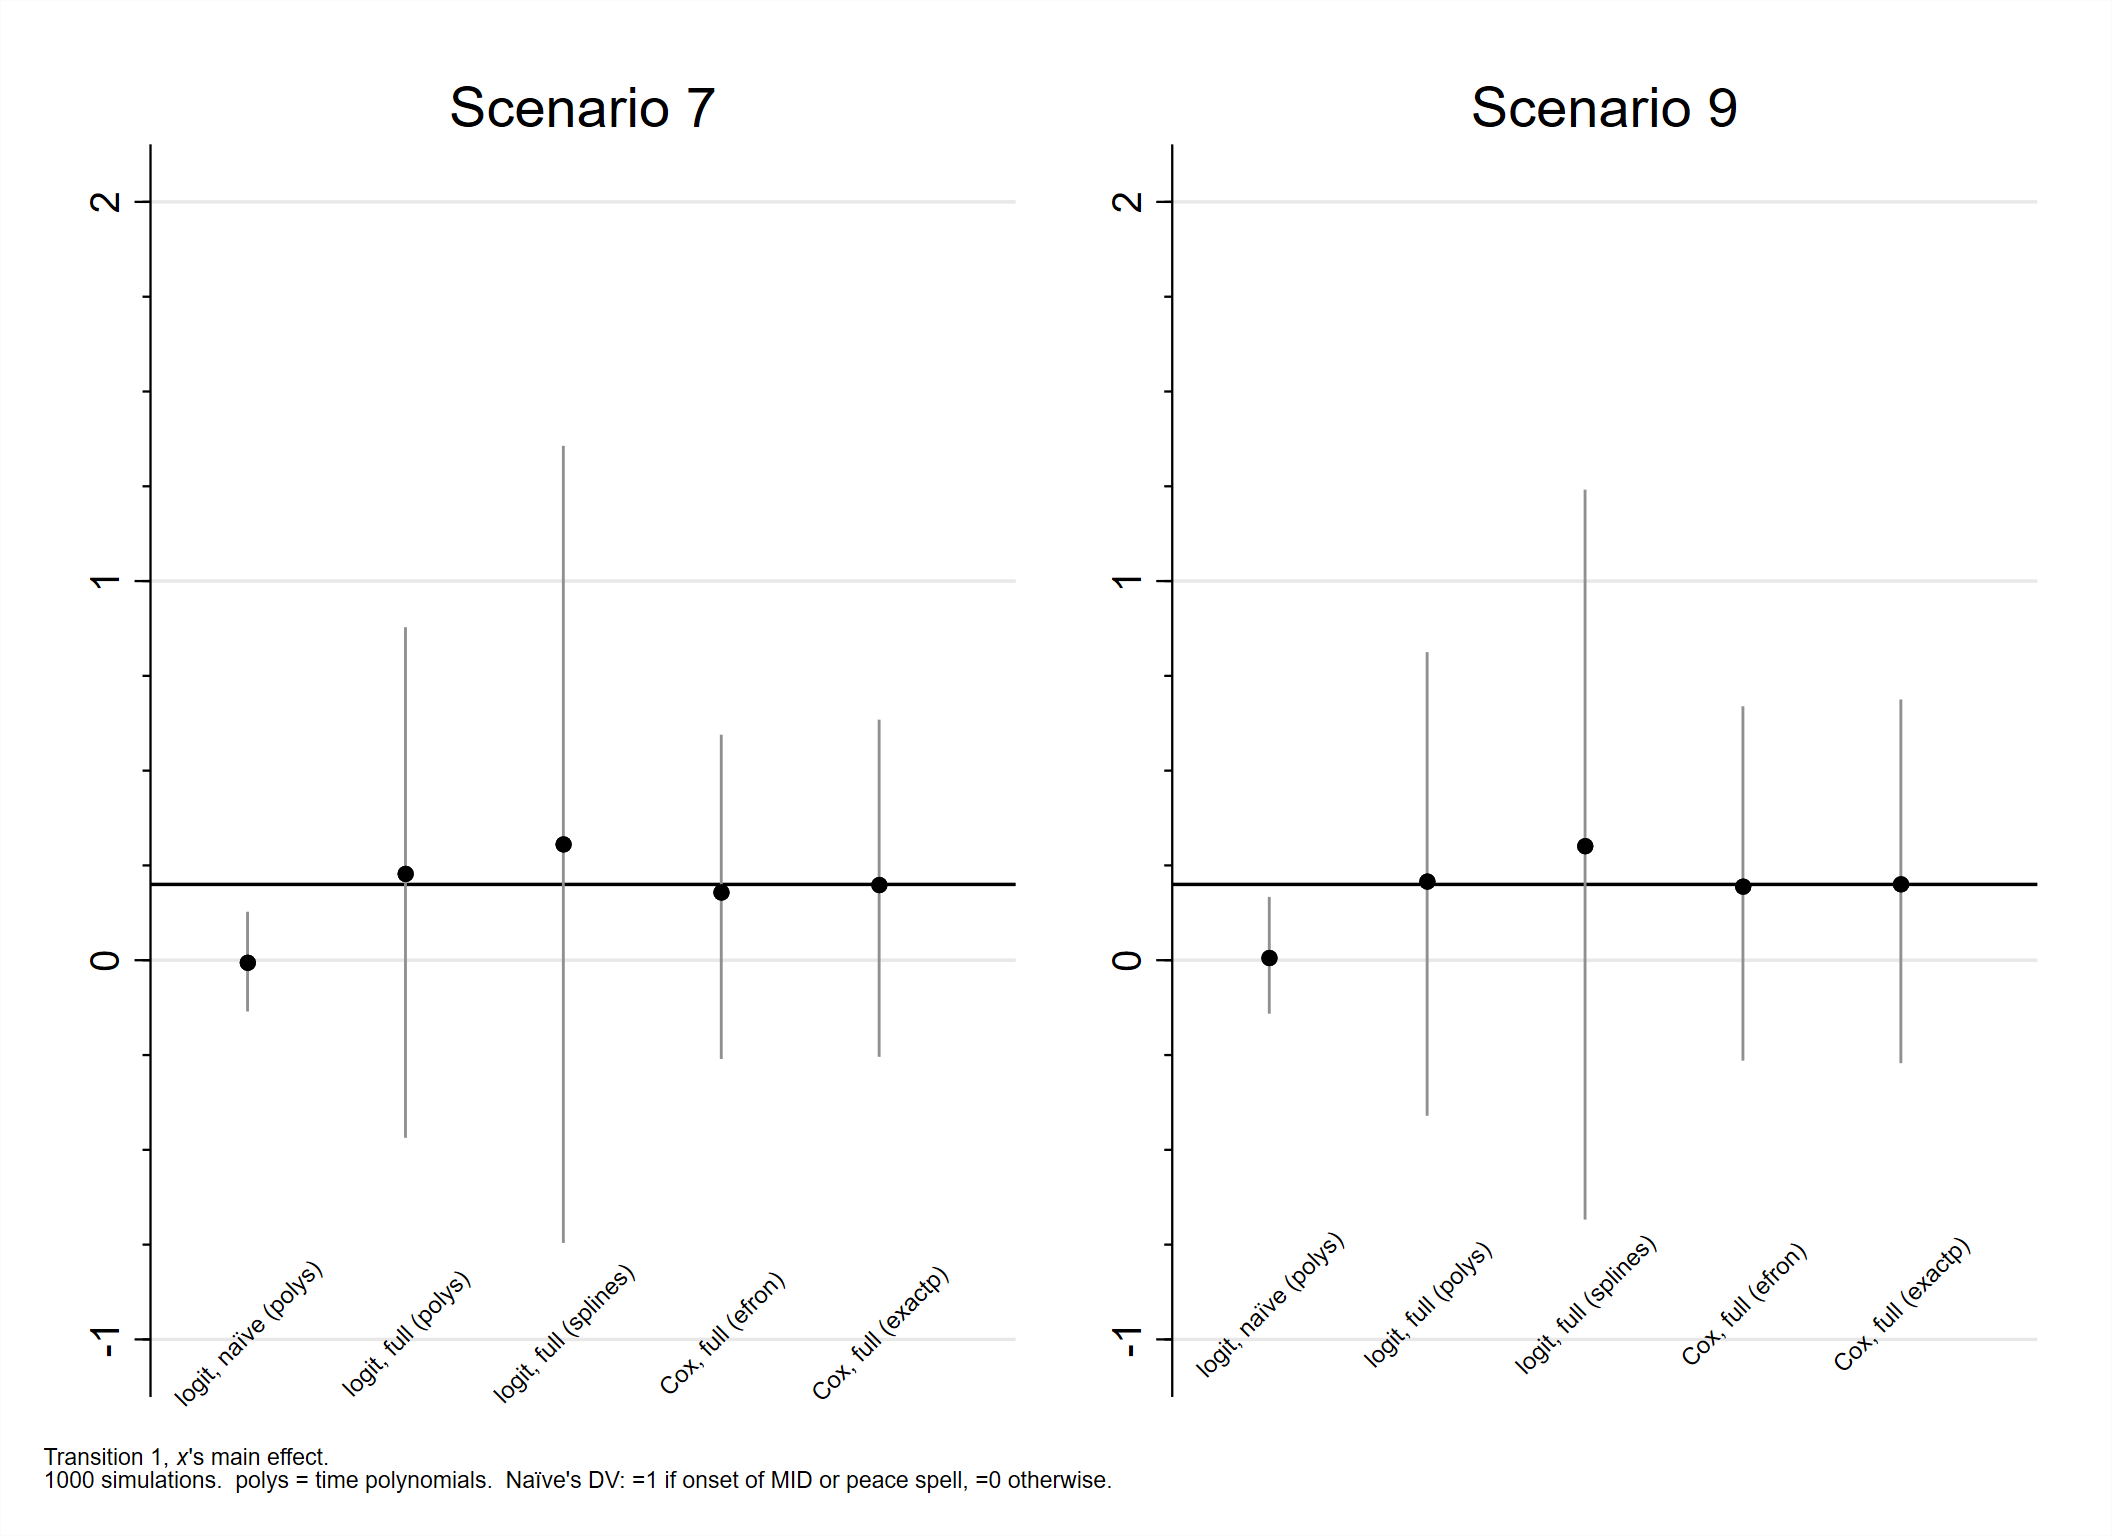 Scenario 7
2
1
0
-1
logit, naïve (polys)
logit, full (polys)
logit, full (splines)
Cox, full (efron)
Cox, full (exactp)
Scenario 9
2
1
0
-1
logit, naïve (polys)
logit, full (polys)
logit, full (splines)
Cox, full (efron)
Cox, full (exactp)
Transition 1, x's main effect.
1000 simulations.  polys = time polynomials.  Naïve's DV: =1 if onset of MID or peace spell, =0 otherwise.